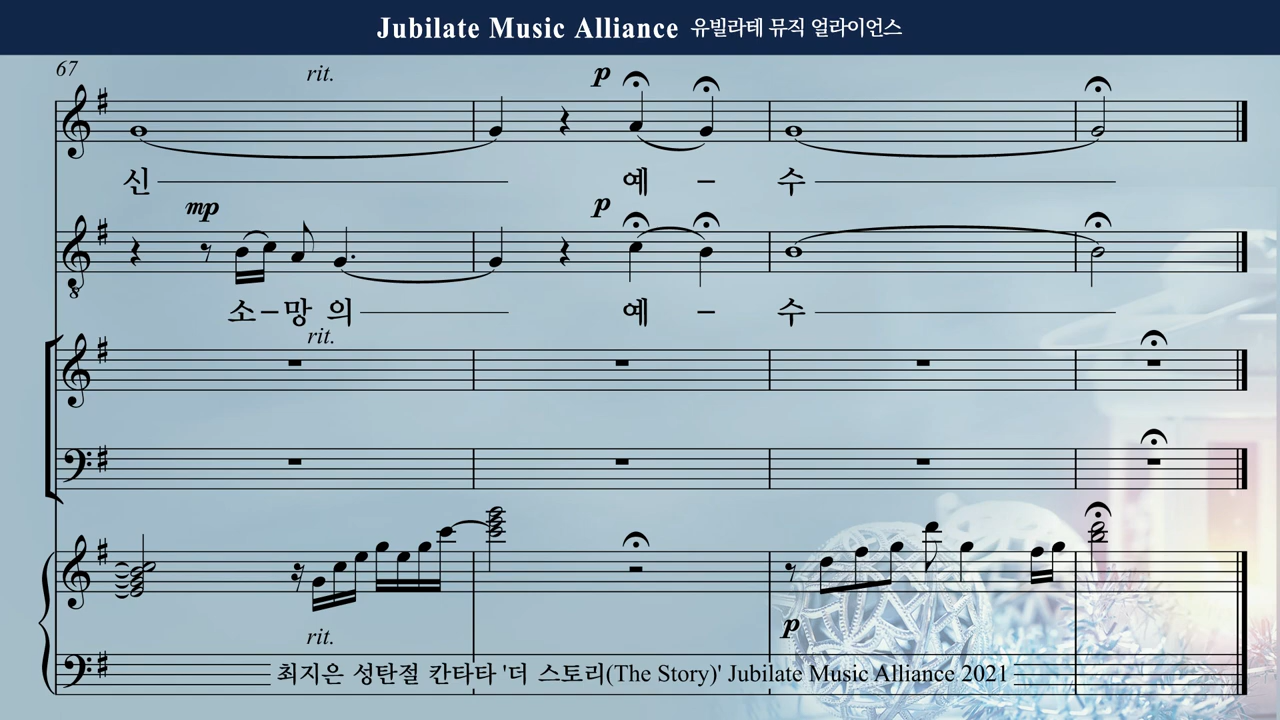 Jubilate Music Alliance 유빌라테 뮤직 얼라이언스
67
rit.
p
신 예 – 수
mp
p
소–망 의 예 – 수
rit.
rit.
p
최지은 성탄절 칸타타 '더 스토리(The Story)' Jubilate Music Alliance 2021